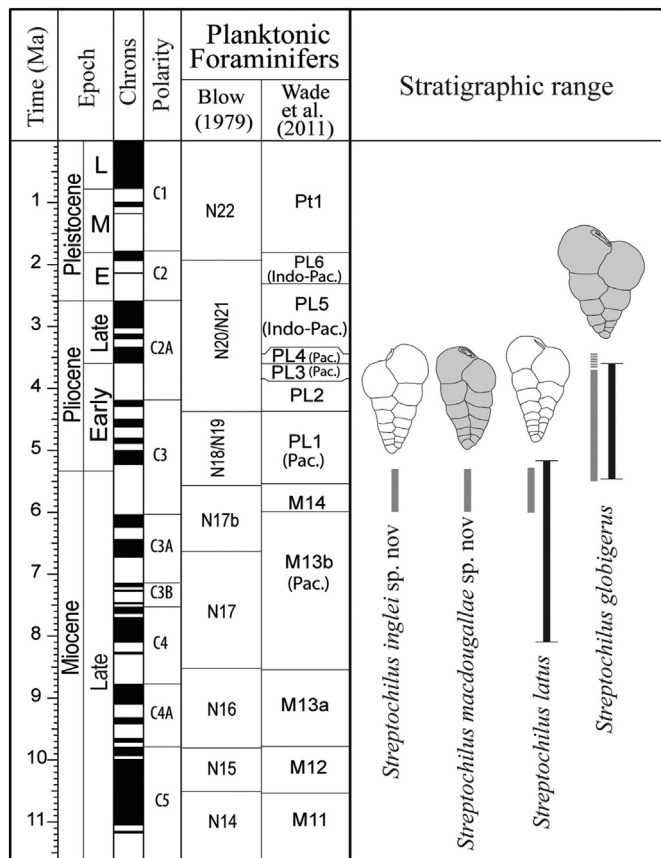 Time (Ma)
Epoch
Chrons
Polarity
Planktonic
Foraminifers
Blow
(1979)
Wade
et al.
(2011)
Stratigraphic range
1
2
3
4
5
6
7
8
9
10
11
Pleistocene
Pliocene
Miocene
L
M
E
Late
Early
Late
C1
C2
C2A
C3
C3A
C3B
C4
C4A
C5
N22
N20/N21
N18/N19
N17b
N17
N16
N15
N14
Pt1
PL6
(Indo-Pac.)
PL5
(Indo-Pac.)
PL4 (Pac.)
PL3 (Pac.)
PL2
PL1
(Pac.)
M14
M13b
(Pac.)
M13a
M12
M11
Streptochilus inglei sp. nov
Streptochilus macdougallae sp. nov
Streptochilus latus
Streptochilus globigerus